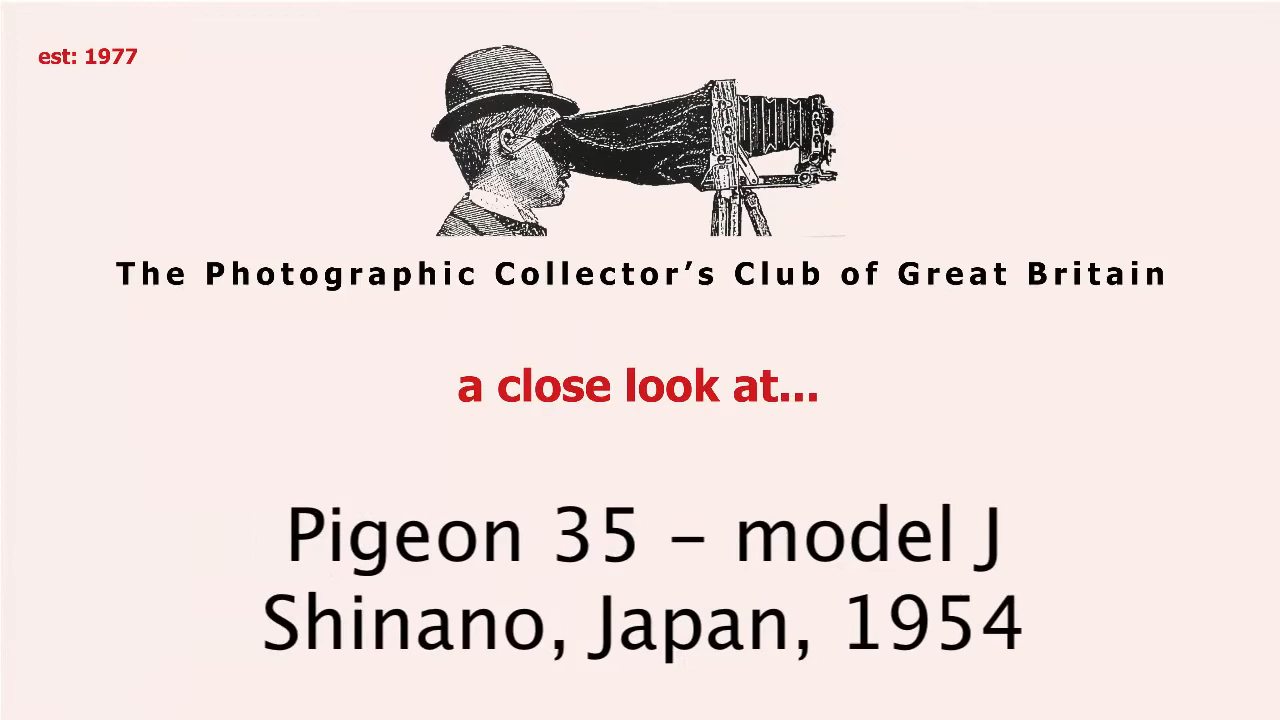 est: 1977
The Photographic Collector’s Club of Great Britain
a close look at...
Pigeon 35 – model J
Shinano, Japan, 1954